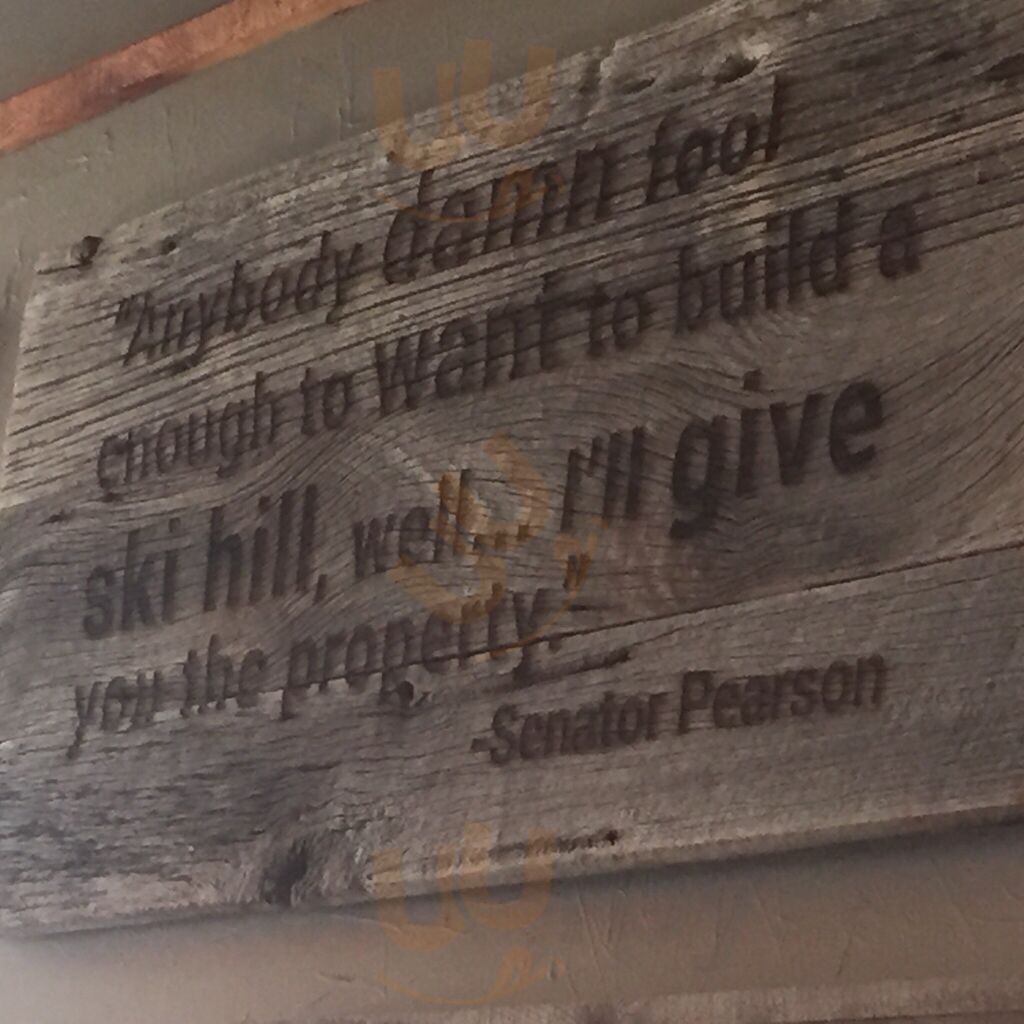 "Anybody damn fool
enough to want to build a
ski hill, well... I'll give
you the property."
-Senator Pearson